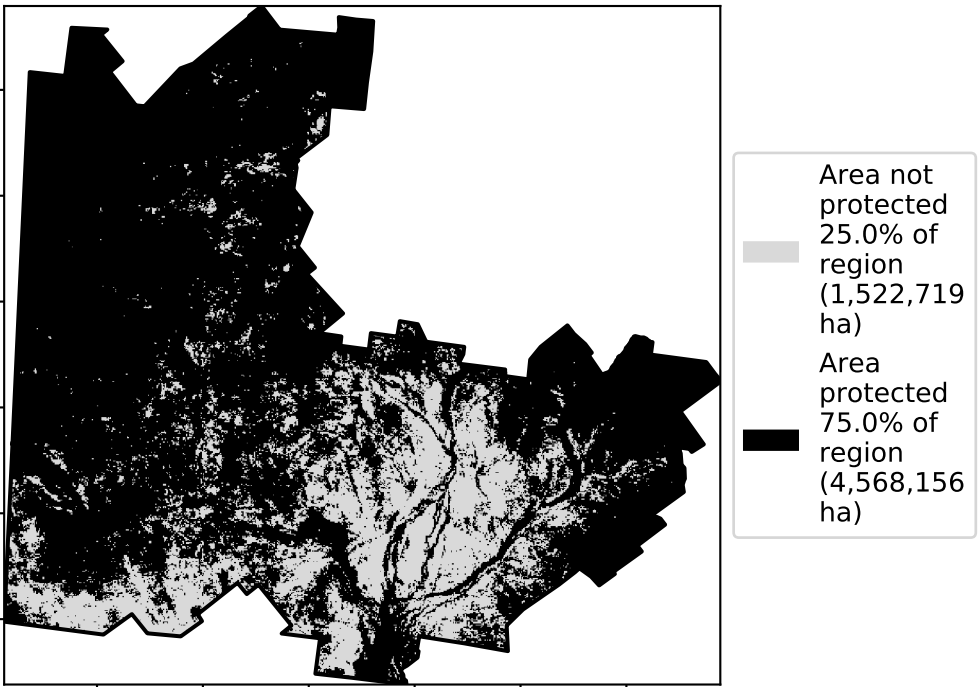 Area not
protected
25.0% of
region
(1,522,719
ha)
Area
protected
75.0% of
region
(4,568,156
ha)